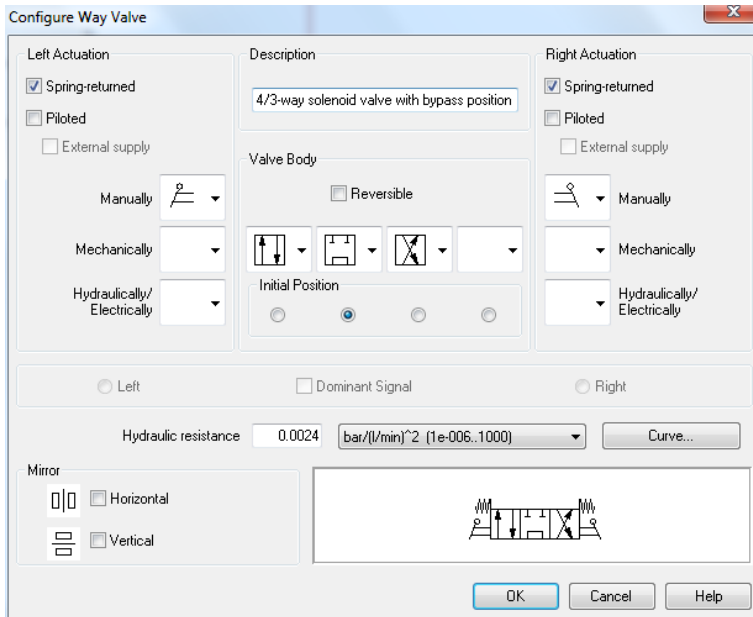 Configure Way Valve
Left Actuation
Spring-returned
Piloted
External supply
Manually
Mechanically
Hydraulically/
Electrically
Description
4/3-way solenoid valve with bypass position
Valve Body
Reversible
Initial Position
Right Actuation
Spring-returned
Piloted
External supply
Manually
Mechanically
Hydraulically/
Electrically
Left
Dominant Signal
Right
Hydraulic resistance 0.0024 bar/(l/min)^2 (1e-006..1000) Curve...
Mirror
Horizontal
Vertical
OK Cancel Help